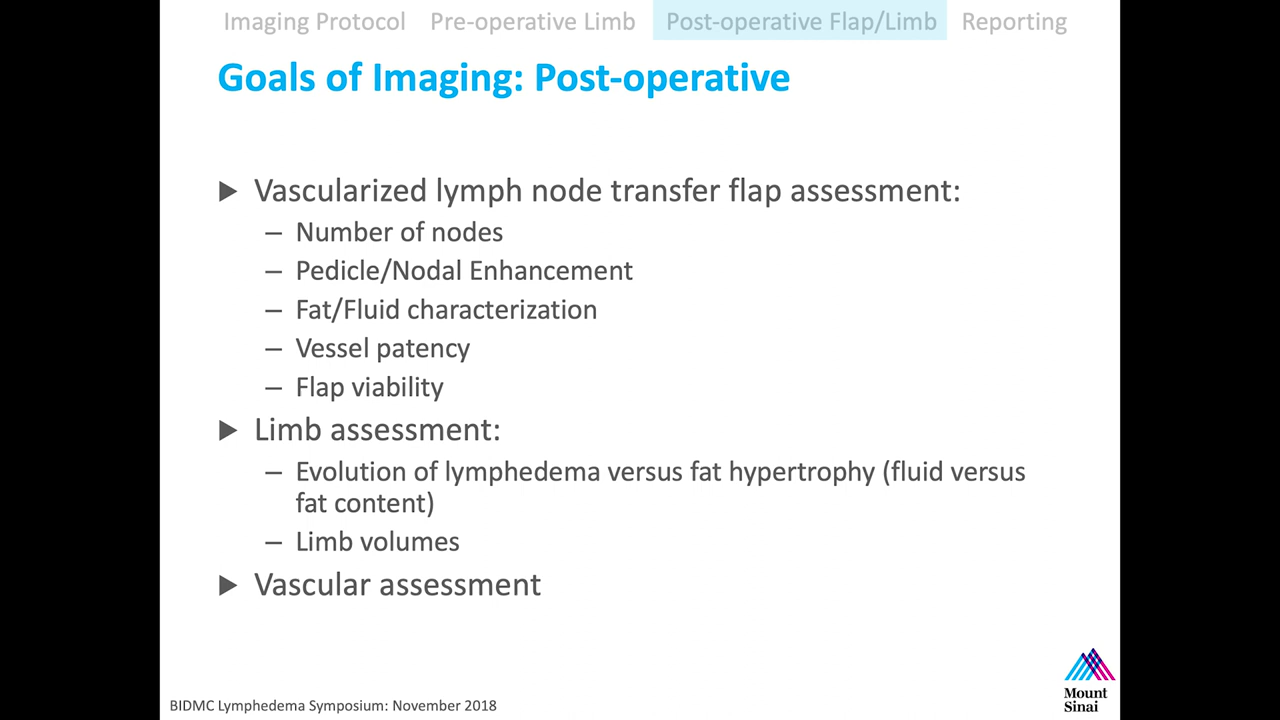 Imaging Protocol Pre-operative Limb Post-operative Flap/Limb Reporting
Goals of Imaging: Post-operative
▶ Vascularized lymph node transfer flap assessment:
– Number of nodes
– Pedicle/Nodal Enhancement
– Fat/Fluid characterization
– Vessel patency
– Flap viability
▶ Limb assessment:
– Evolution of lymphedema versus fat hypertrophy (fluid versus
fat content)
– Limb volumes
▶ Vascular assessment
Mount
Sinai
BIDMC Lymphedema Symposium: November 2018